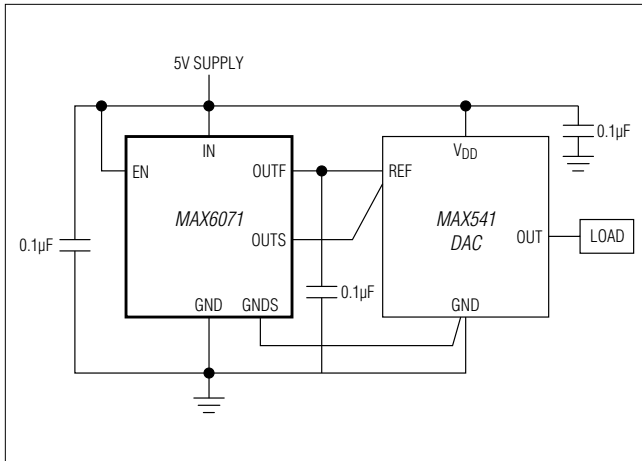 5V SUPPLY
0.1µF
IN
V_DD
EN
OUTF
REF
MAX6071
MAX541
DAC
OUTS
OUT
LOAD
0.1µF
0.1µF
GND
GNDS
GND